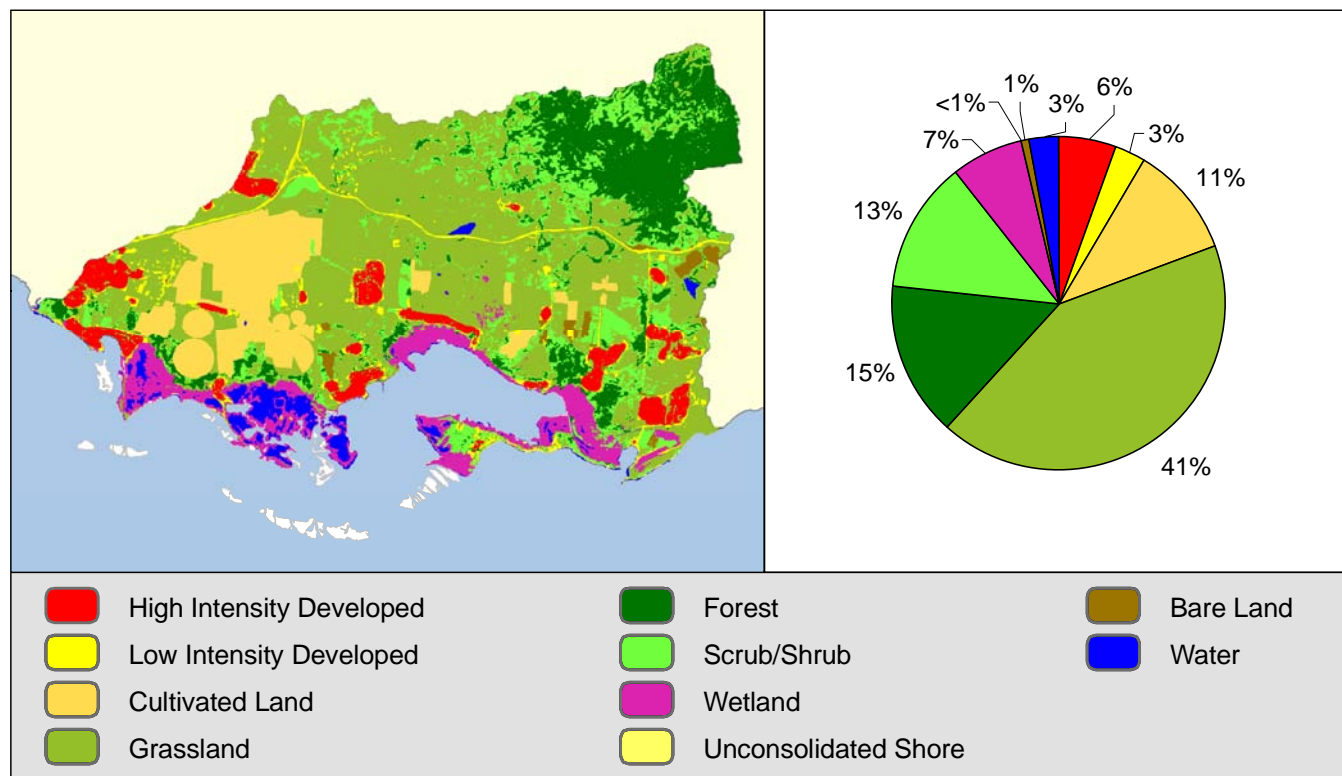 <1%
1%
3%
6%
3%
7%
11%
13%
15%
41%
High Intensity Developed
Low Intensity Developed
Cultivated Land
Grassland
Forest
Scrub/Shrub
Wetland
Unconsolidated Shore
Bare Land
Water